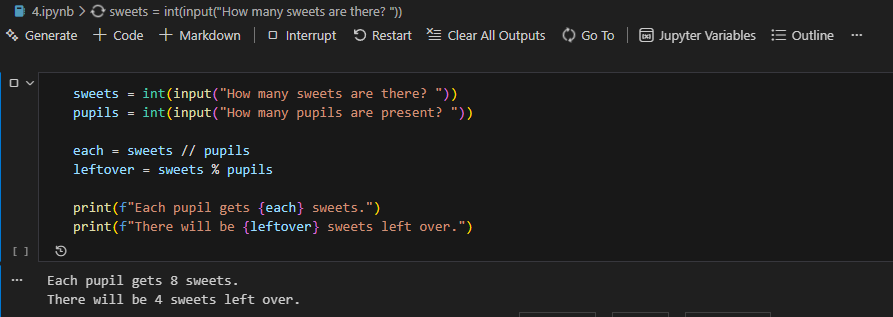 4.ipynb > sweets = int(input("How many sweets are there? "))
Generate + Code + Markdown Interrupt Restart Clear All Outputs Go To Jupyter Variables Outline ...
sweets = int(input("How many sweets are there? "))
pupils = int(input("How many pupils are present? "))
each = sweets // pupils
leftover = sweets % pupils
print(f"Each pupil gets {each} sweets.")
print(f"There will be {leftover} sweets left over.")
[ ]
... Each pupil gets 8 sweets.
There will be 4 sweets left over.